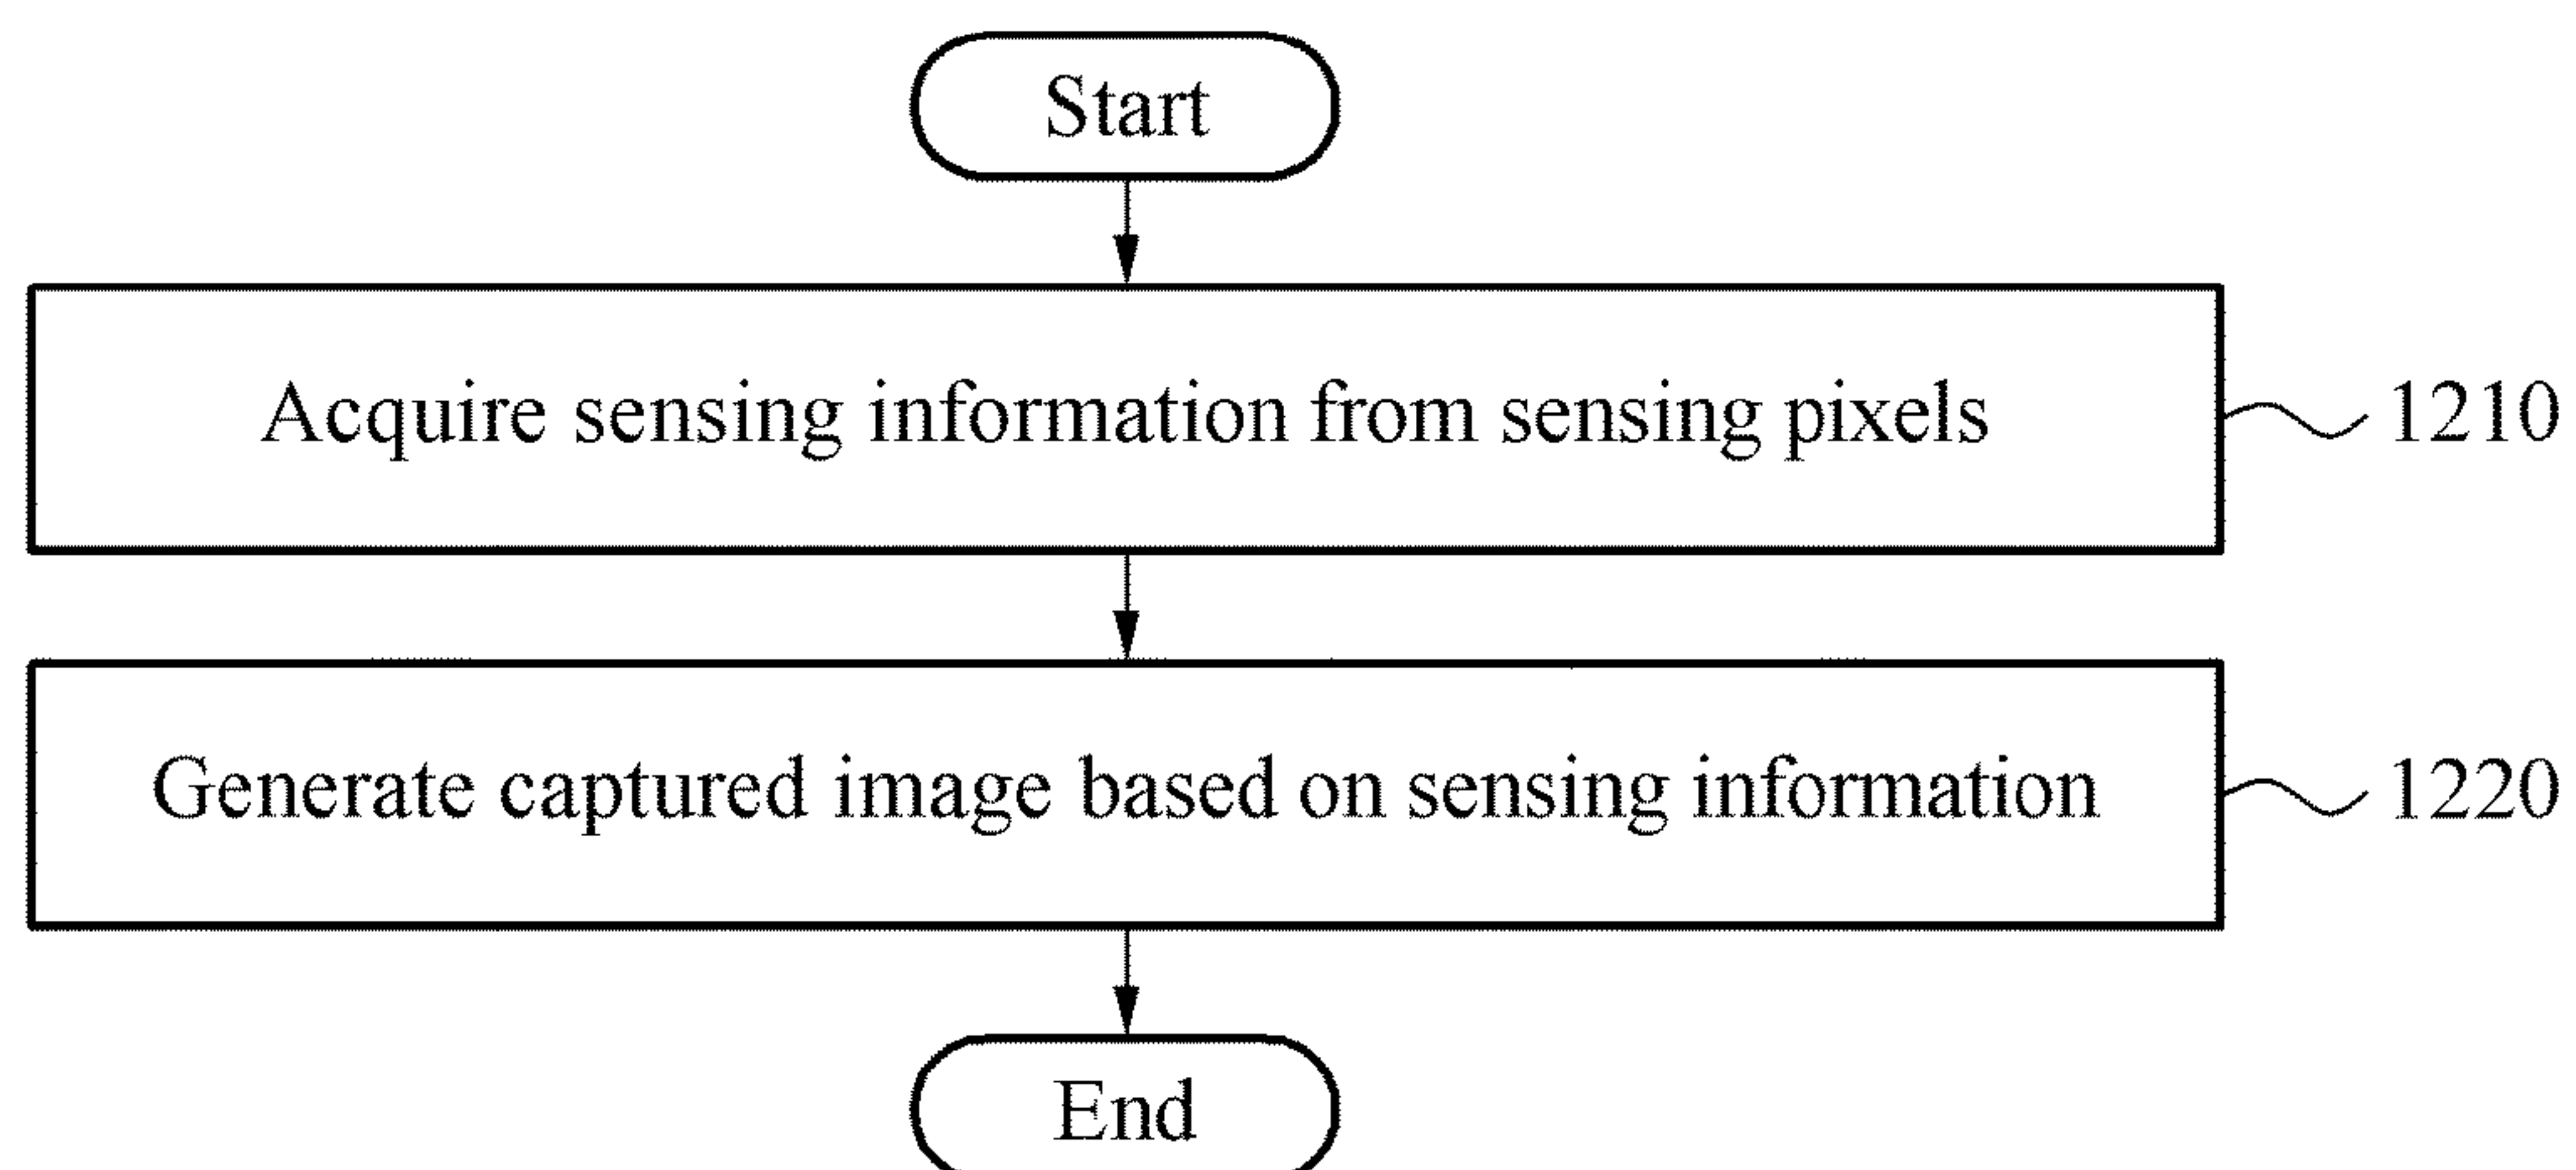 Start
Acquire sensing information from sensing pixels
1210
Generate captured image based on sensing information
1220
End